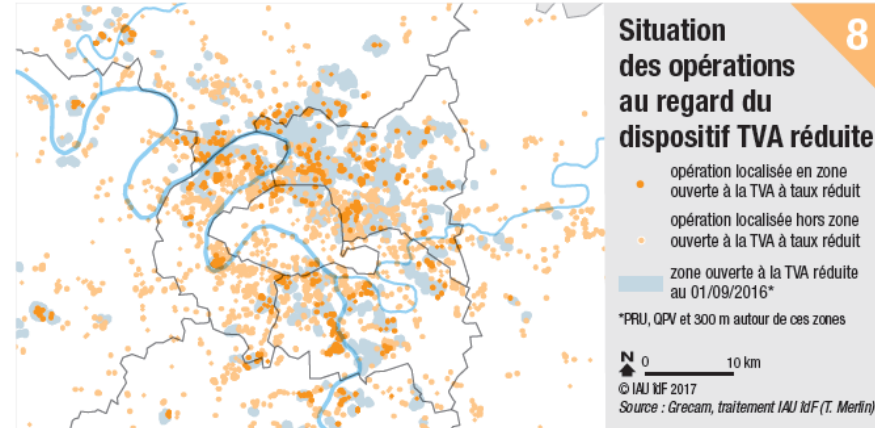 Situation
des opérations
au regard du
dispositif TVA réduite
8
opération localisée en zone
ouverte à la TVA à taux réduit
opération localisée hors zone
ouverte à la TVA à taux réduit
zone ouverte à la TVA réduite
au 01/09/2016*
*PRU, QPV et 300 m autour de ces zones
N 0 10 km
© IAU îdF 2017
Source : Grecam, traitement IAU îdF (T. Merlin)